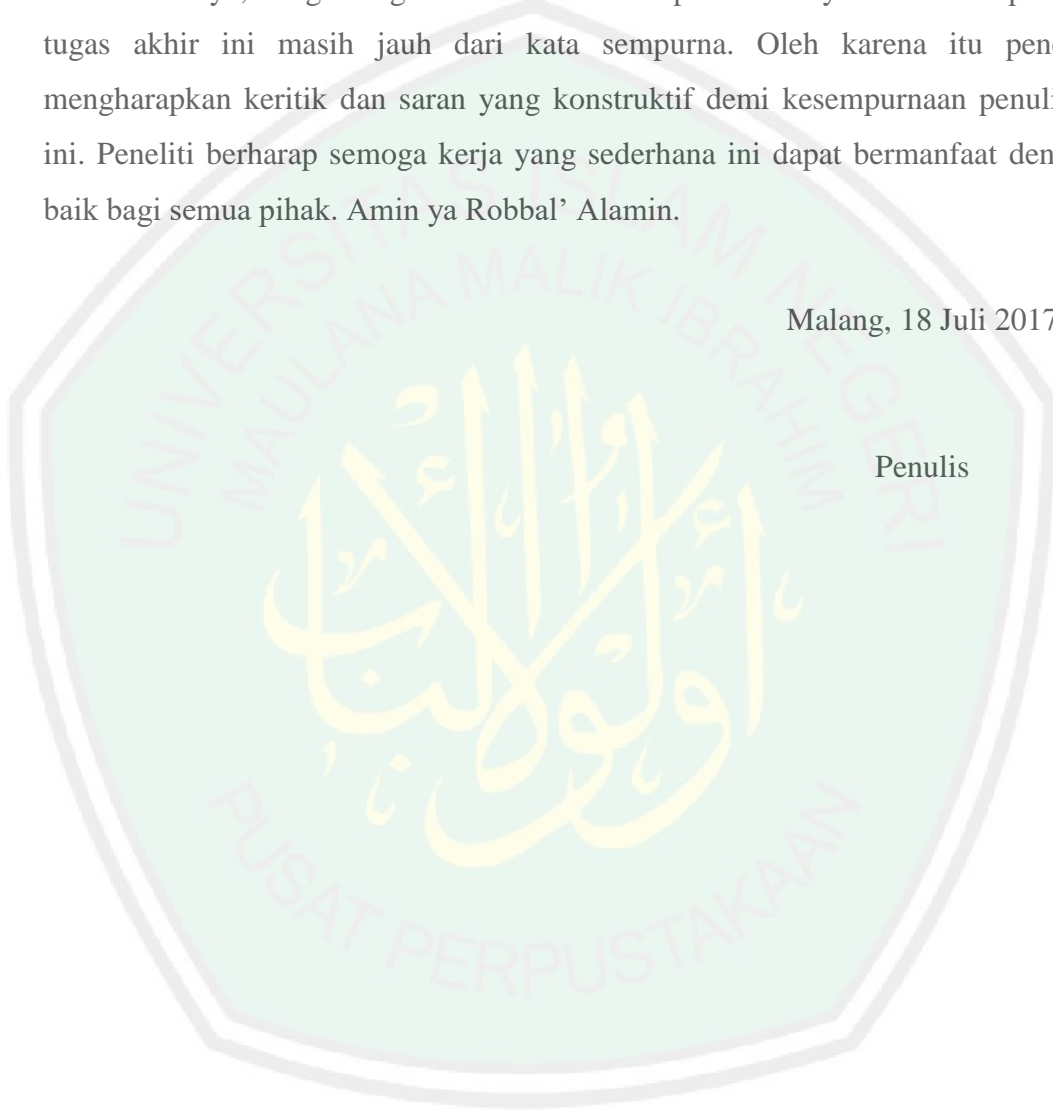 tugas akhir ini masih jauh dari kata sempurna. Oleh karena itu
mengharapkan keritik dan saran yang konstruktif demi kesempurnaan
ini. Peneliti berharap semoga kerja yang sederhana ini dapat bermanfaat
baik bagi semua pihak. Amin ya Robbal’ Alamin.
Malang, 18 Juli 2017
Penulis
UNIVERSITAS ISLAM NEGERI
MAULANA MALIK IBRAHIM
PUSAT PERPUSTAKAAN